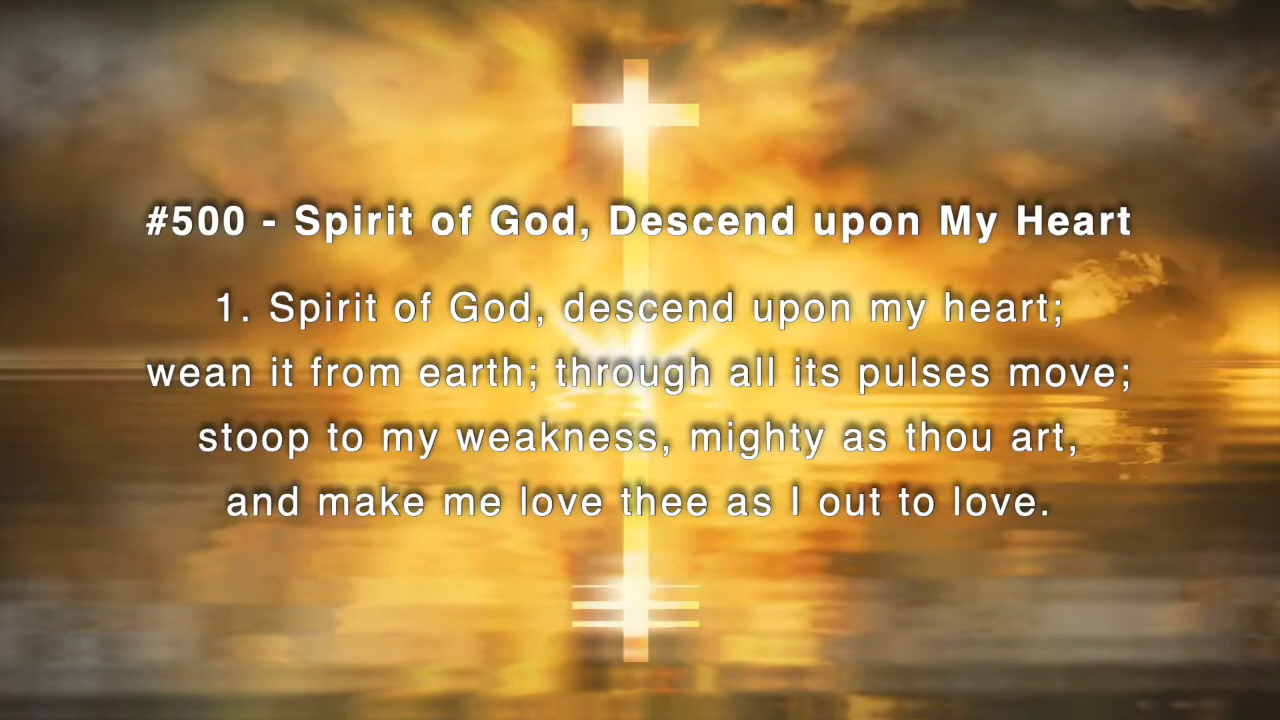 #500 - Spirit of God, Descend upon My Heart
1. Spirit of God, descend upon my heart;
wean it from earth; through all its pulses move;
stoop to my weakness, mighty as thou art,
and make me love thee as I out to love.